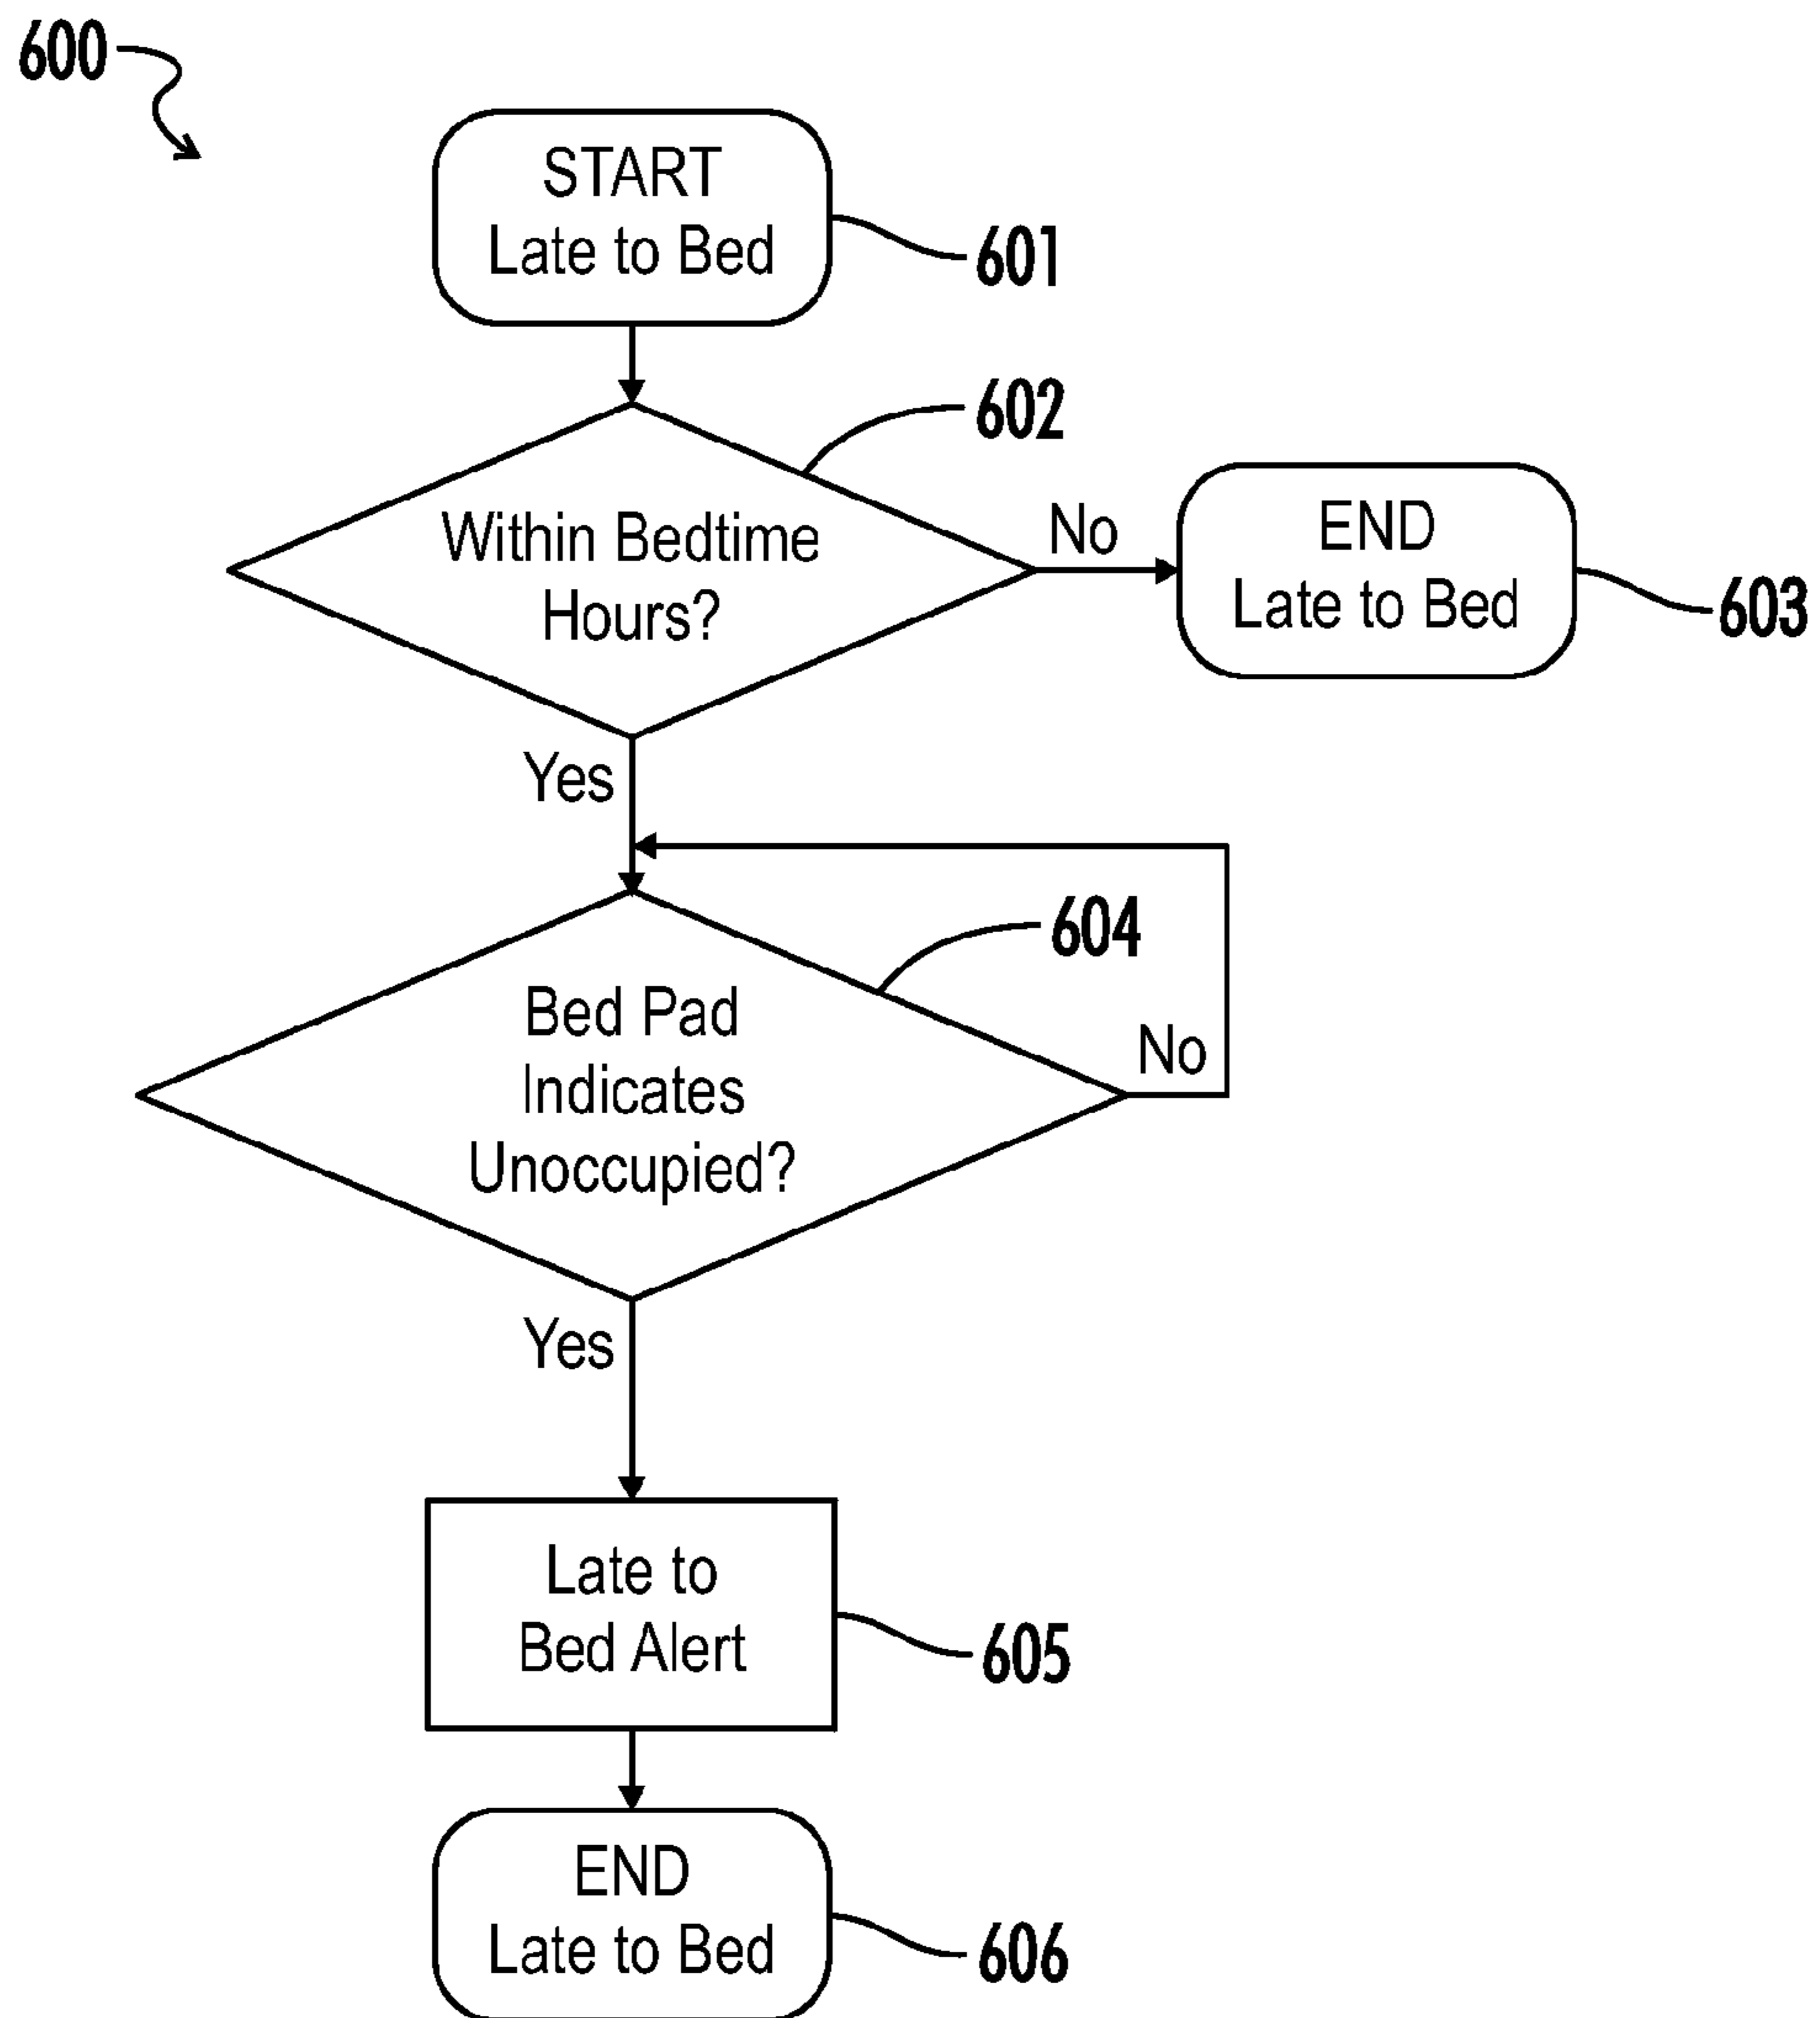 600
START
Late to Bed
601
602
Within Bedtime
Hours?
No
END
Late to Bed
603
Yes
604
Bed Pad
Indicates
Unoccupied?
No
Yes
Late to
Bed Alert
605
END
Late to Bed
606